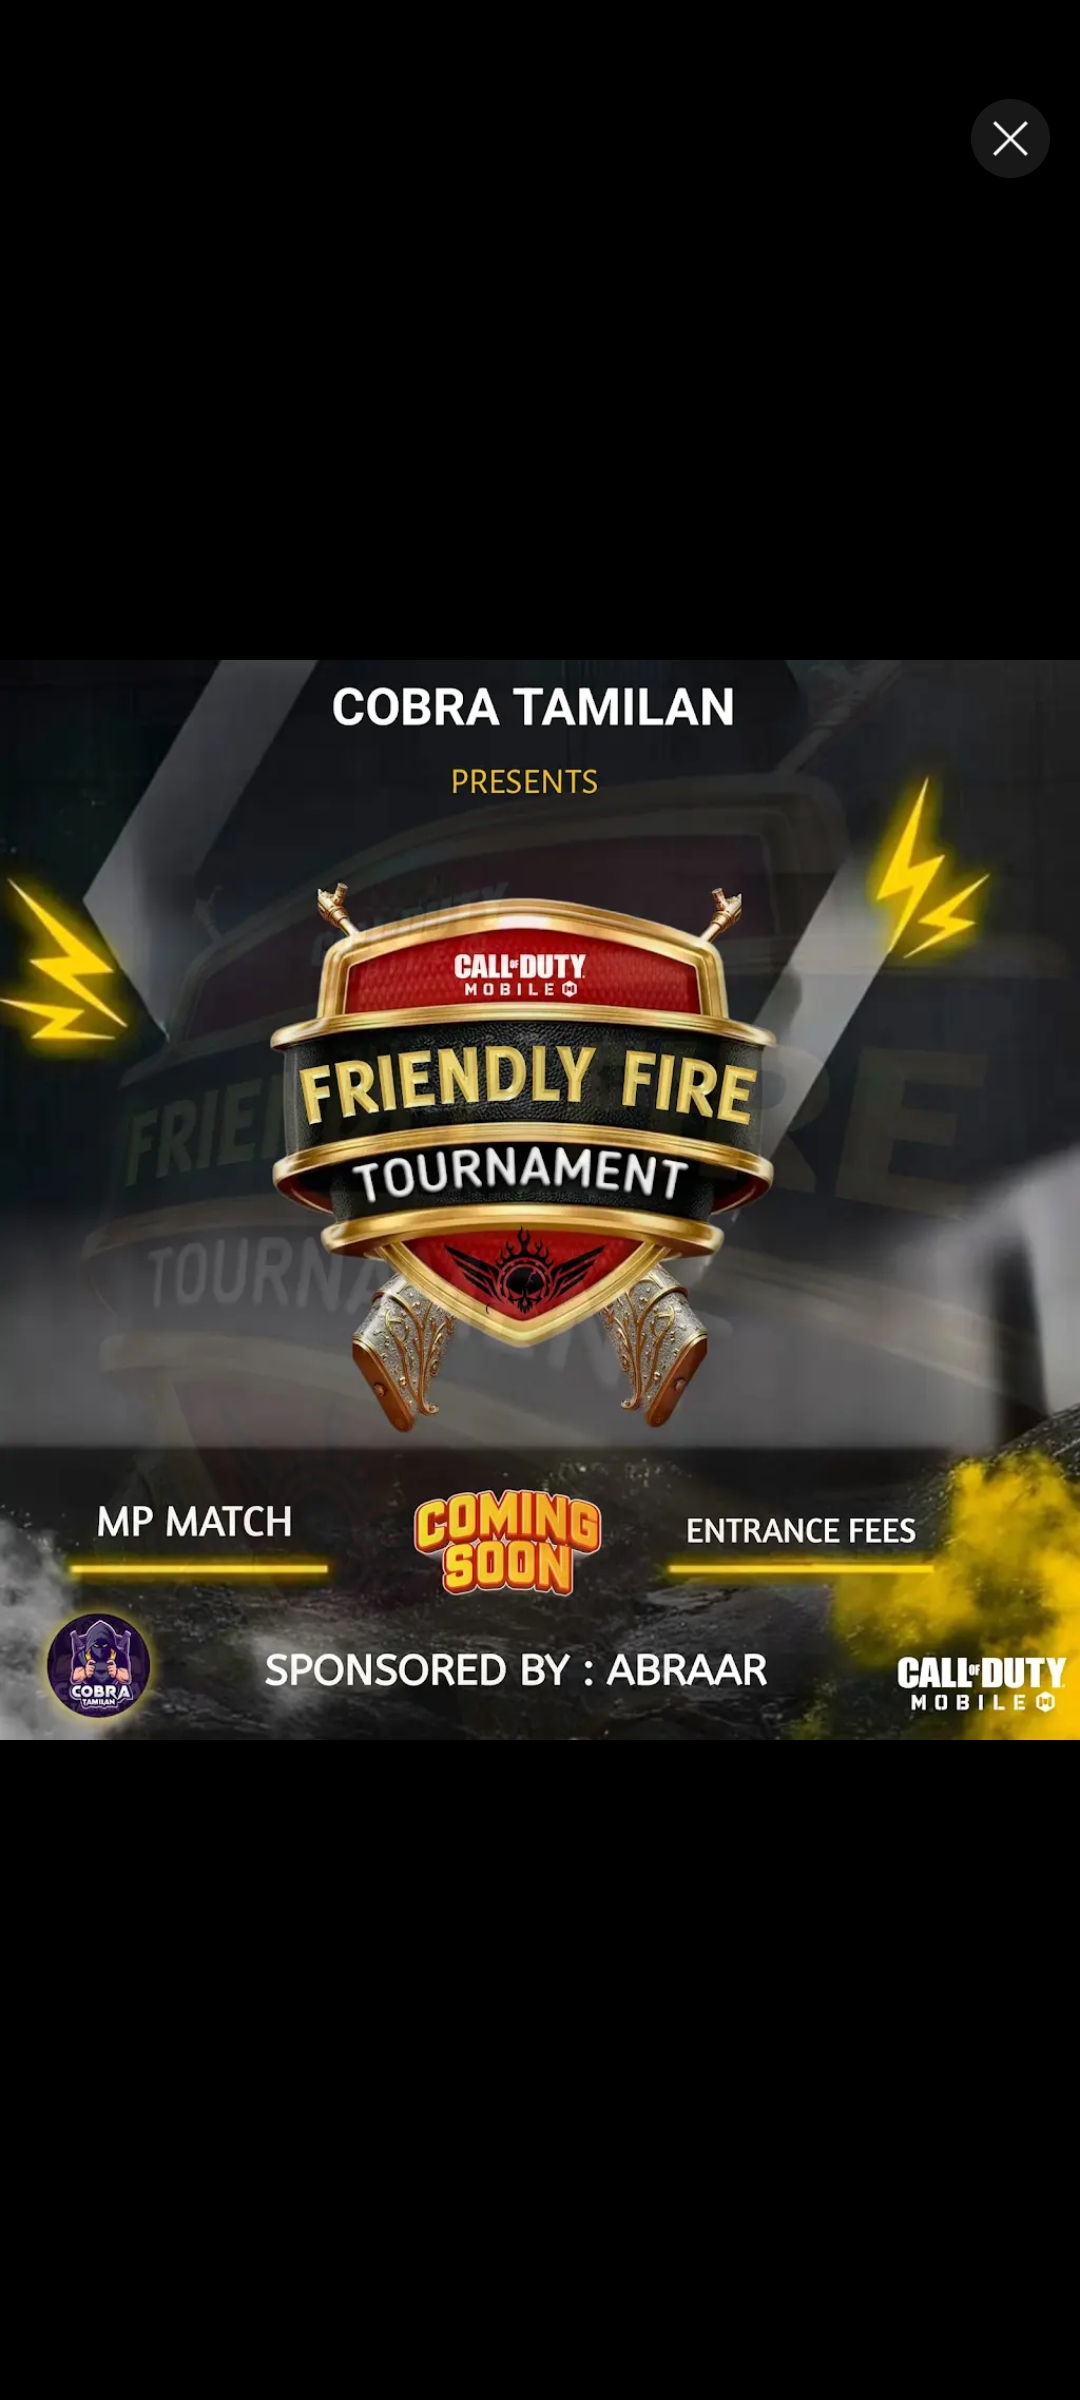 COBRA TAMILAN
PRESENTS
CALL OF DUTY
MOBILE
FRIENDLY FIRE
TOURNAMENT
MP MATCH
COMING
SOON
ENTRANCE FEES
COBRA
TAMILAN
SPONSORED BY : ABRAAR
CALL OF DUTY
MOBILE